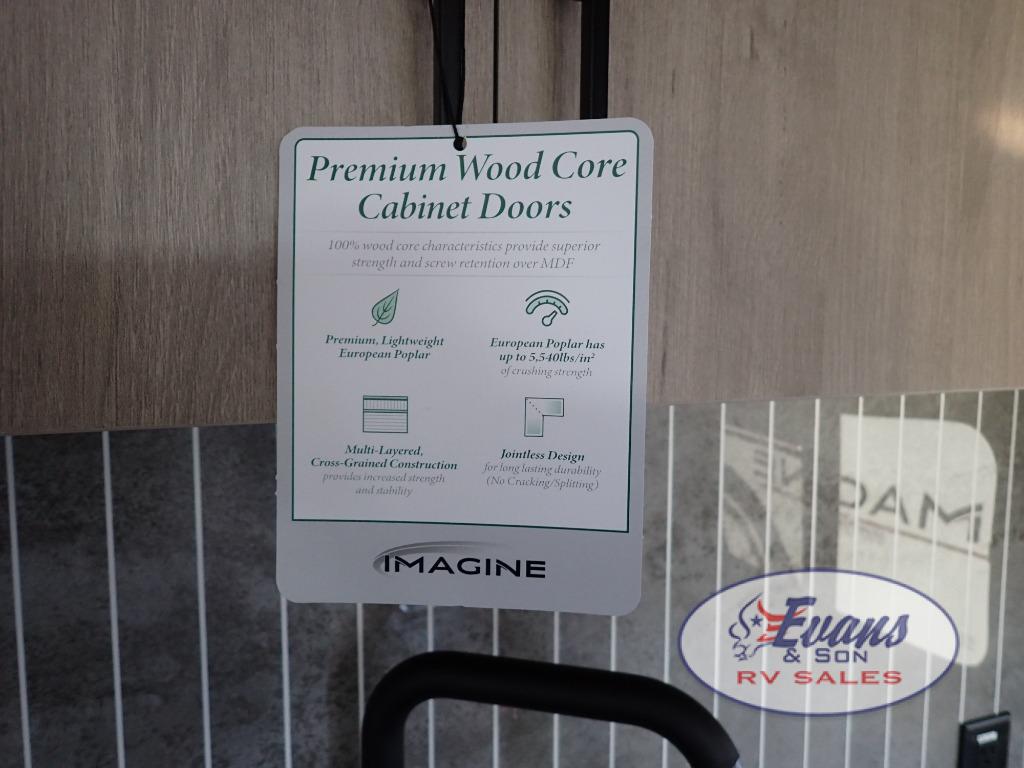 Premium Wood Core
Cabinet Doors
100% wood core characteristics provide superior
strength and screw retention over MDF
Premium, Lightweight
European Poplar
European Poplar has
up to 5,540lbs/in²
of crushing strength
Multi-Layered,
Cross-Grained Construction
provides increased strength
and stability
Jointless Design
for long lasting durability
(No Cracking/Splitting)
IMAGINE
Evans
& SON
RV SALES